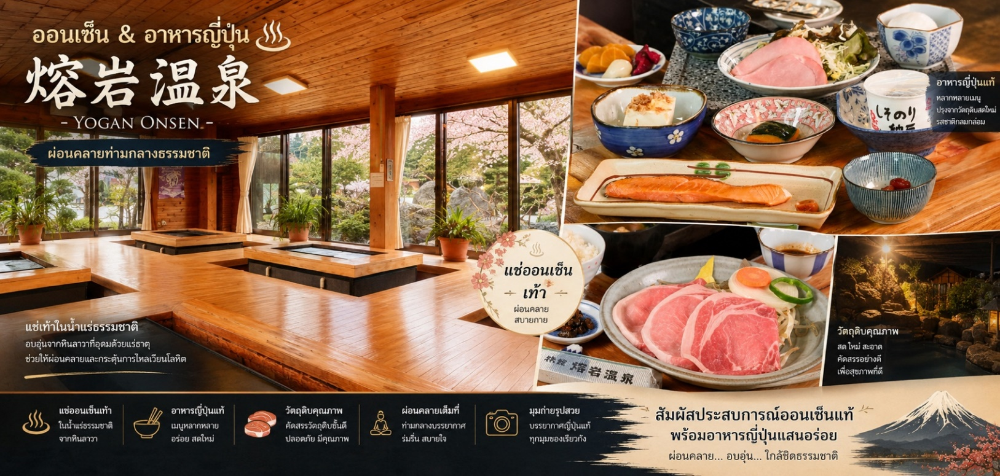 ออนเซ็น & อาหารญี่ปุ่น
熔岩温泉
- YOGAN ONSEN -
ผ่อนคลายท่ามกลางธรรมชาติ
อาหารญี่ปุ่นแท้
หลากหลายเมนู
ปรุงจากวัตถุดิบสดใหม่
รสชาติกลมกล่อม
しそのり
แช่ออนเซ็น
เท้า
ผ่อนคลาย
สบายกาย
แช่เท้าในน้ำแร่ธรรมชาติ
อบอุ่นจากหินลาวาที่อุดมด้วยแร่ธาตุ
ช่วยให้ผ่อนคลายและกระตุ้นการไหลเวียนโลหิต
熔岩温泉
วัตถุดิบคุณภาพ
สด ใหม่ สะอาด
คัดสรรอย่างดี
เพื่อสุขภาพที่ดี
แช่ออนเซ็นเท้า
ในน้ำแร่ธรรมชาติ
จากหินลาวา
อาหารญี่ปุ่นแท้
เมนูหลากหลาย
อร่อย สดใหม่
วัตถุดิบคุณภาพ
คัดสรรวัตถุดิบชั้นดี
ปลอดภัย มีคุณภาพ
ผ่อนคลายเต็มที่
ท่ามกลางบรรยากาศ
ร่มรื่น สบายใจ
มุมถ่ายรูปสวย
บรรยากาศญี่ปุ่นแท้
ทุกมุมของเรียวกัง
สัมผัสประสบการณ์ออนเซ็นแท้
พร้อมอาหารญี่ปุ่นแสนอร่อย
ผ่อนคลาย... อบอุ่น... ใกล้ชิดธรรมชาติ